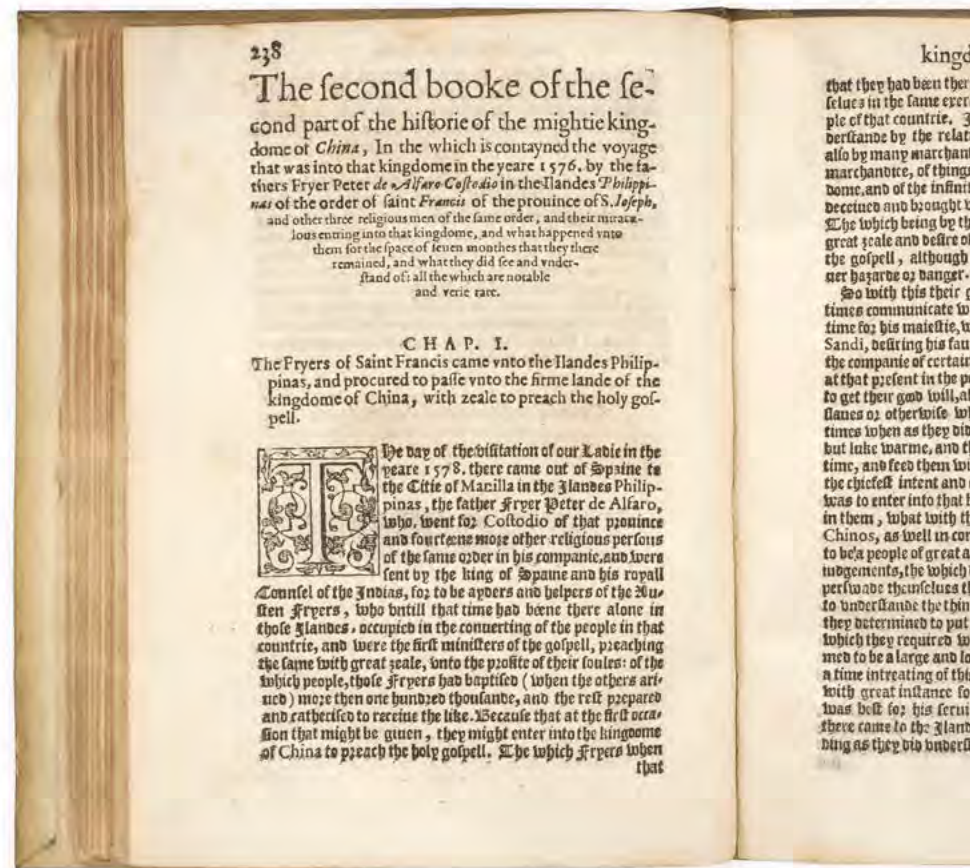 238
The ſecond booke of the ſe-
cond part of the hiſtorie of the mightie king-
dome of China, In the which is contayned the voyage
that was into that kingdome in the yeare 1576. by the fa-
thers Fryer Peter de Alfaro Coſtodio in the Ilandes Philippi-
nas of the order of ſaint Francis of the prouince of S. Ioſeph,
and other three religious men of the ſame order, and their miracu-
lous entring into that kingdome, and what happened vnto
them for the ſpace of ſeuen monthes that they there
remained, and what they did ſee and vnder-
ſtand of: all the which are notable
and verie rare.
CHAP. I.
The Fryers of Saint Francis came vnto the Ilandes Philip-
pinas, and procured to paſſe vnto the firme lande of the
kingdome of China, with zeale to preach the holy goſ-
pell.
THe day of the viſitation of our Ladie in the
yeare 1578. there came out of Spaine to
the Citie of Manilla in the Ilandes Philip-
pinas, the father Fryer Peter de Alfaro,
who, went for Coſtodio of that prouince
and fourteene more other religious perſons
of the ſame order in his companie, and were
ſent by the king of Spaine and his royall
Counſel of the Indias, for to be ayders and helpers of the Au-
ſten Fryers, who vntill that time had béene there alone in
thoſe Ilandes, occupied in the conuerting of the people in that
countrie, and were the firſt miniſters of the goſpell, preaching
the ſame with great zeale, vnto the profite of their ſoules: of the
which people, thoſe Fryers had baptiſed (when the others ari-
ued) more then one hundred thouſande, and the reſt prepared
and catheciſed to receiue the like. Becauſe that at the firſt occa-
ſion that might be giuen, they might enter into the kingdome
of China to preach the holy goſpell. The which Fryers when
that
kingd
that they had béen ther
ſelues in the ſame exer
ple of that countrie.
derſtande by the relat
alſo by many marchant
marchandice, of things
dome, and of the infinit
deceiued and brought
The which being by th
great zeale and deſire of
the goſpell, although
ner hazarde or danger.
So with this their g
times communicate w
time for his maieſtie, w
Sandi, deſiring his fau
the companie of certain
at that preſent in the p
to get their good will, al
ſlaues or otherwiſe wh
times when as they did
but luke warme, and t
time, and feed them wi
the chiefeſt intent and
was to enter into that
in them, what with th
Chinos, as well in con
to be a people of great a
iudgements, the which
perſwade themſelues th
to vnderſtande the thin
they determined to put
which they required w
med to be a large and lo
a time intreating of thi
with great inſtance fo
was beſt for his ſerui
there came to the Iland
ding as they did vnderſ